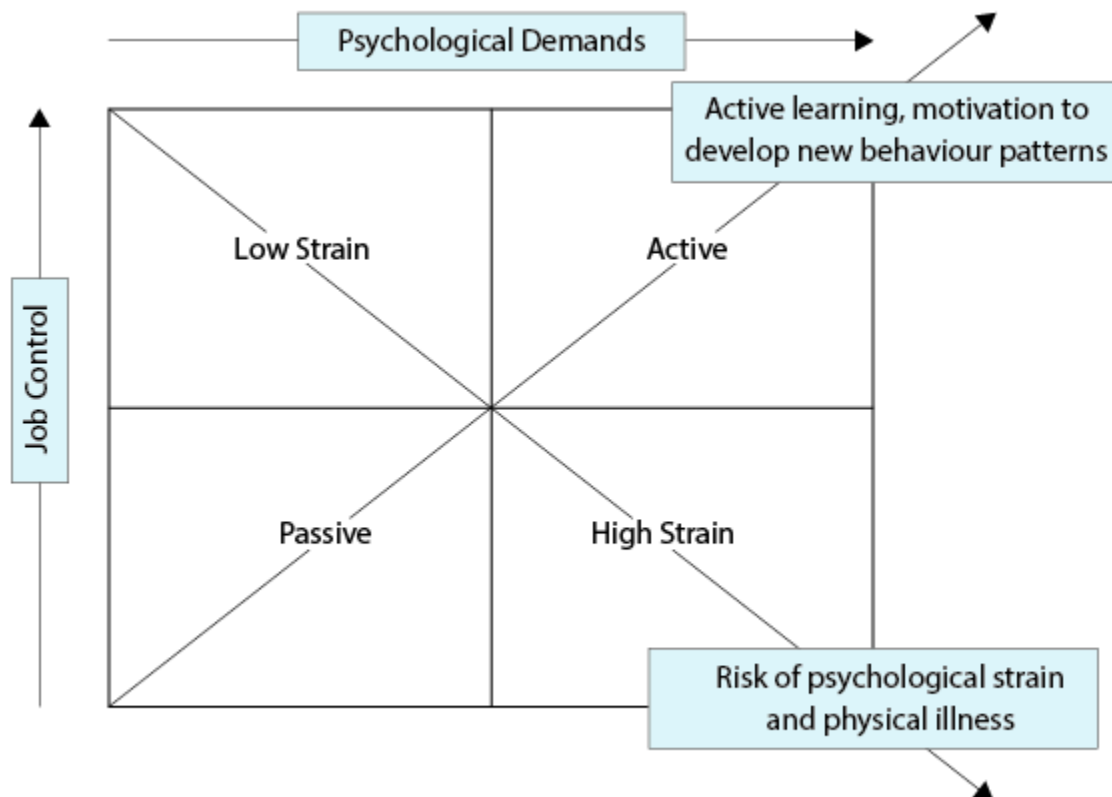 Psychological Demands
Active learning, motivation to
develop new behaviour patterns
Low Strain
Active
Job Control
Passive
High Strain
Risk of psychological strain
and physical illness